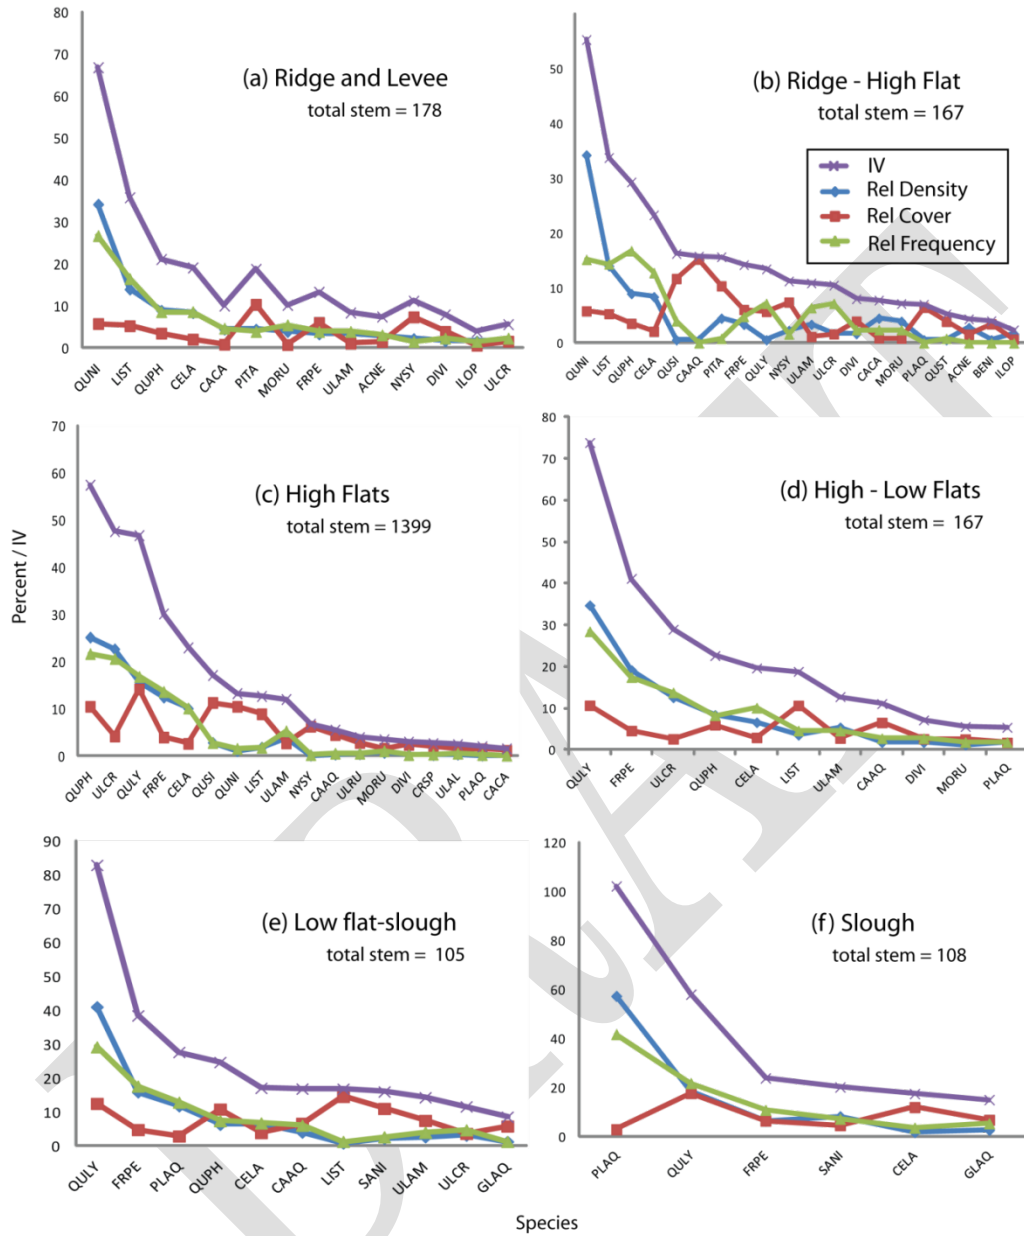 80
70
60
50
40
30
20
10
0
(a) Ridge and Levee
total stem = 178
QUNI LIST QUPH CELA CACA PITA MORU FRPE ULAM ACNE NYSY DIVI ILOP ULCR
50
40
30
20
10
0
(b) Ridge - High Flat
total stem = 167
IV
Rel Density
Rel Cover
Rel Frequency
QUNI LIST QUPH CELA QUSI CAAQ PITA FRPE QULY NYSY ULAM ULCR DIVI CACA MORU PLAQ QUST ACNE BENI ILOP
Percent / IV
70
60
50
40
30
20
10
0
(c) High Flats
total stem = 1399
QUPH ULCR QULY FRPE CELA QUSI QUNI LIST ULAM NYSY CAAQ ULRU MORU DIVI CRSP ULAL PLAQ CACA
80
70
60
50
40
30
20
10
0
(d) High - Low Flats
total stem = 167
QULY FRPE ULCR QUPH CELA LIST ULAM CAAQ DIVI MORU PLAQ
90
80
70
60
50
40
30
20
10
0
(e) Low flat-slough
total stem = 105
QULY FRPE PLAQ QUPH CELA CAAQ LIST SANI ULAM ULCR GLAQ
120
100
80
60
40
20
0
(f) Slough
total stem = 108
PLAQ QULY FRPE SANI CELA GLAQ
Species
DRAFT